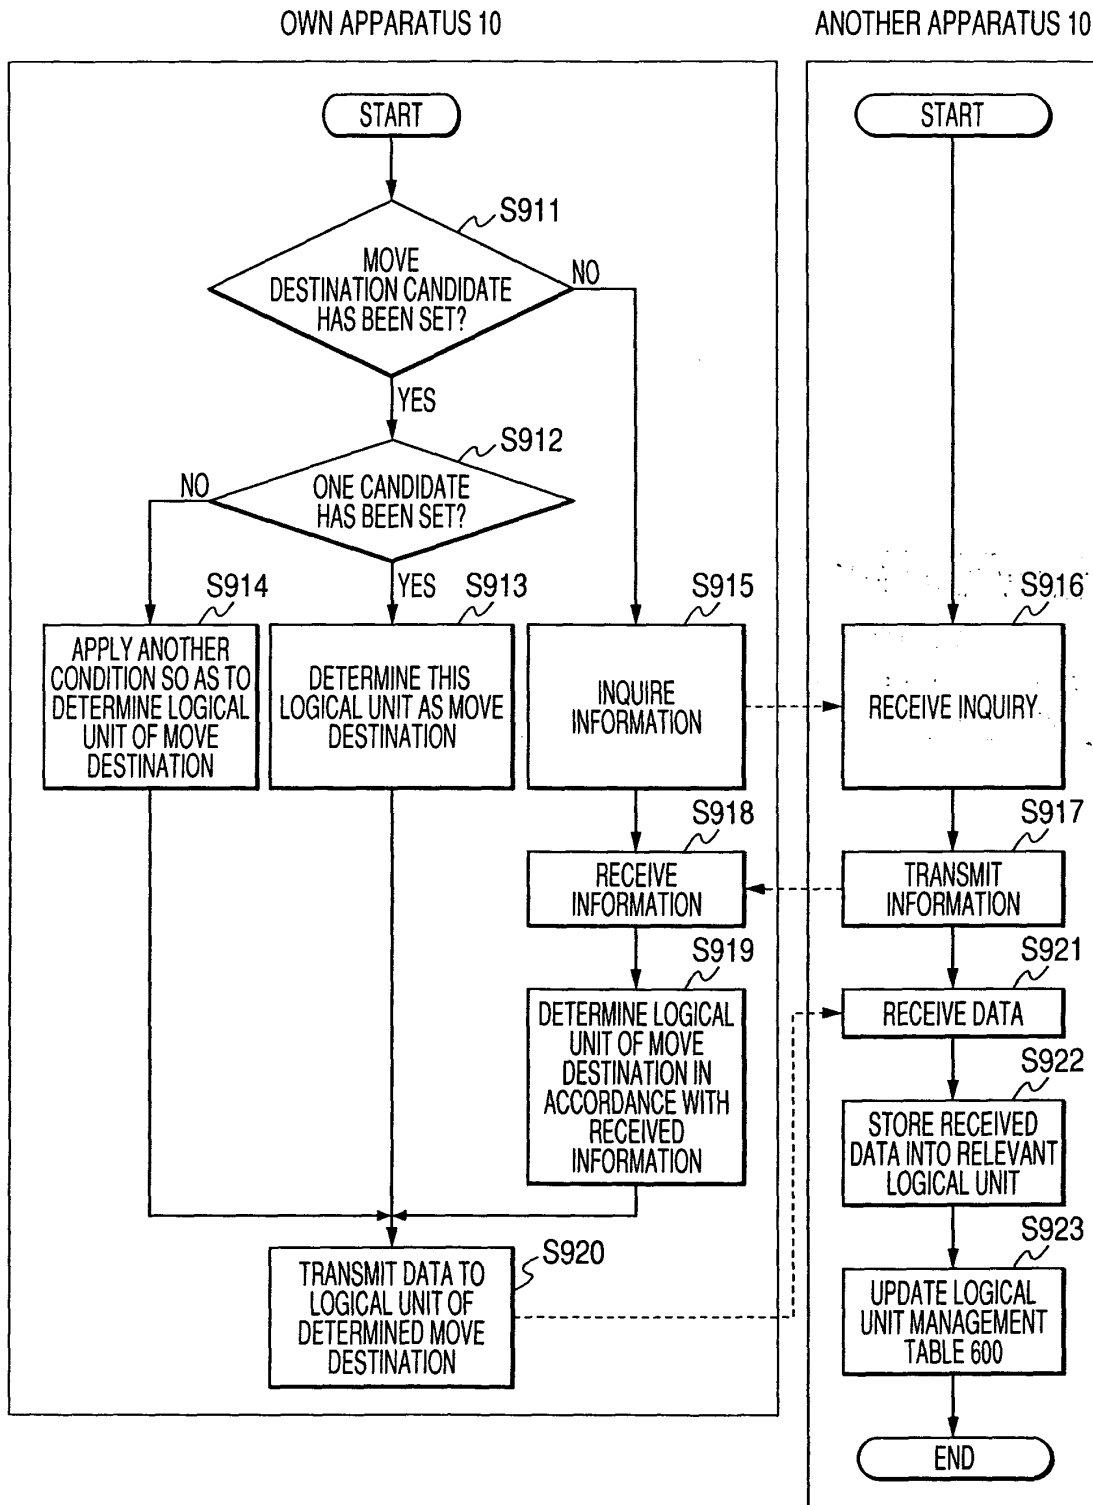 OWN APPARATUS 10
START
S911
MOVE
DESTINATION CANDIDATE
HAS BEEN SET?
NO
YES
S912
ONE CANDIDATE
HAS BEEN SET?
NO
YES
S914
APPLY ANOTHER
CONDITION SO AS TO
DETERMINE LOGICAL
UNIT OF MOVE
DESTINATION
S913
DETERMINE THIS
LOGICAL UNIT AS MOVE
DESTINATION
S915
INQUIRE
INFORMATION
S918
RECEIVE
INFORMATION
S919
DETERMINE LOGICAL
UNIT OF MOVE
DESTINATION IN
ACCORDANCE WITH
RECEIVED
INFORMATION
S920
TRANSMIT DATA TO
LOGICAL UNIT OF
DETERMINED MOVE
DESTINATION
ANOTHER APPARATUS 10
START
S916
RECEIVE INQUIRY
S917
TRANSMIT
INFORMATION
S921
RECEIVE DATA
S922
STORE RECEIVED
DATA INTO RELEVANT
LOGICAL UNIT
S923
UPDATE LOGICAL
UNIT MANAGEMENT
TABLE 600
END